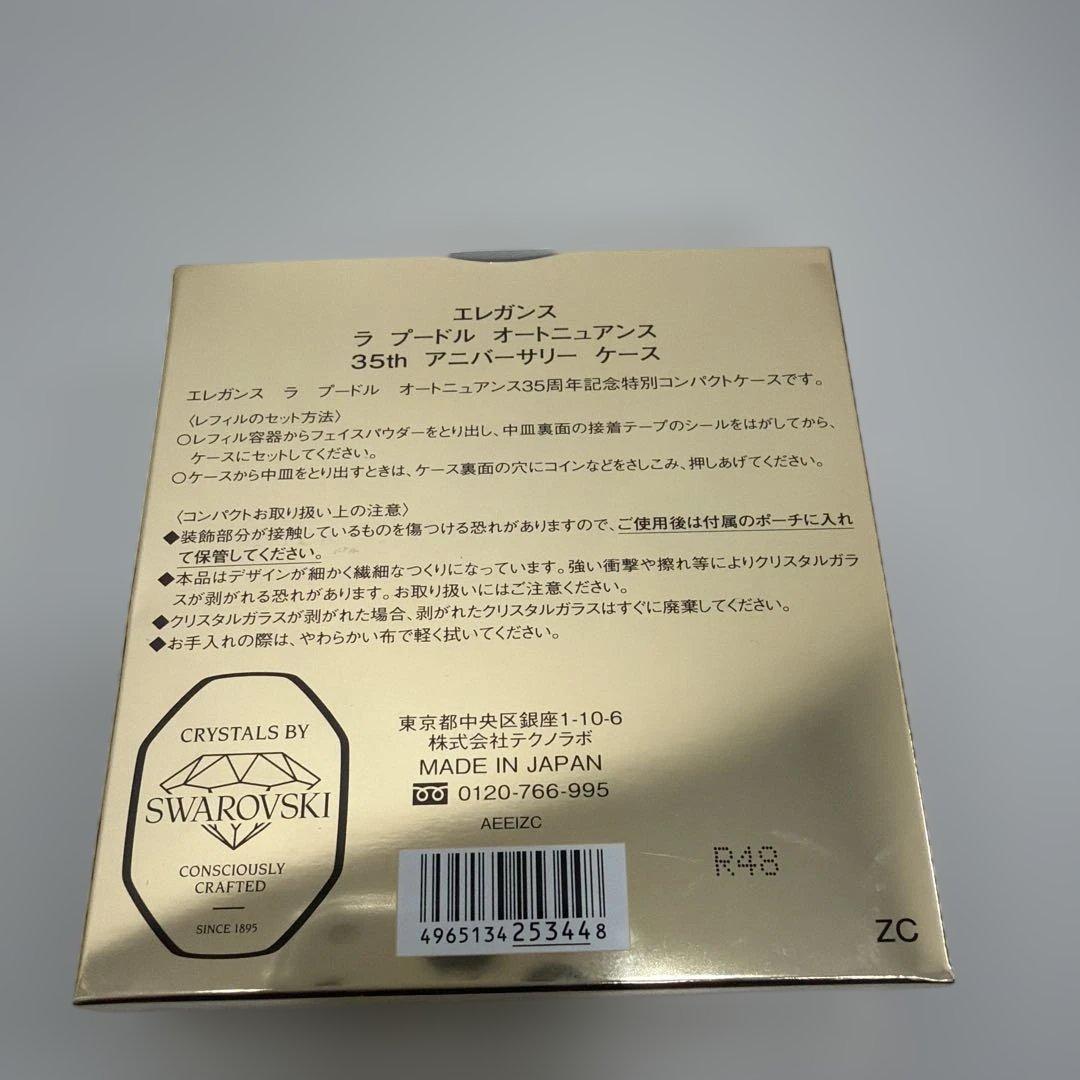 エレガンス
ラ プードル オートニュアンス
35th アニバーサリー ケース
エレガンス ラ プードル オートニュアンス35周年記念特別コンパクトケースです。
〈レフィルのセット方法〉
○レフィル容器からフェイスパウダーをとり出し、中皿裏面の接着テープのシールをはがしてから、
ケースにセットしてください。
○ケースから中皿をとり出すときは、ケース裏面の穴にコインなどをさしこみ、押しあげてください。
〈コンパクトお取り扱い上の注意〉
◆装飾部分が接触しているものを傷つける恐れがありますので、ご使用後は付属のポーチに入れ
て保管してください。
◆本品はデザインが細かく繊細なつくりになっています。強い衝撃や擦れ等によりクリスタルガラ
スが剥がれる恐れがあります。お取り扱いにはご注意ください。
◆クリスタルガラスが剥がれた場合、剥がれたクリスタルガラスはすぐに廃棄してください。
◆お手入れの際は、やわらかい布で軽く拭いてください。
CRYSTALS BY
SWAROVSKI
CONSCIOUSLY
CRAFTED
SINCE 1895
東京都中央区銀座1-10-6
株式会社テクノラボ
MADE IN JAPAN
0120-766-995
AEEIZC
4965134253448
R48
ZC